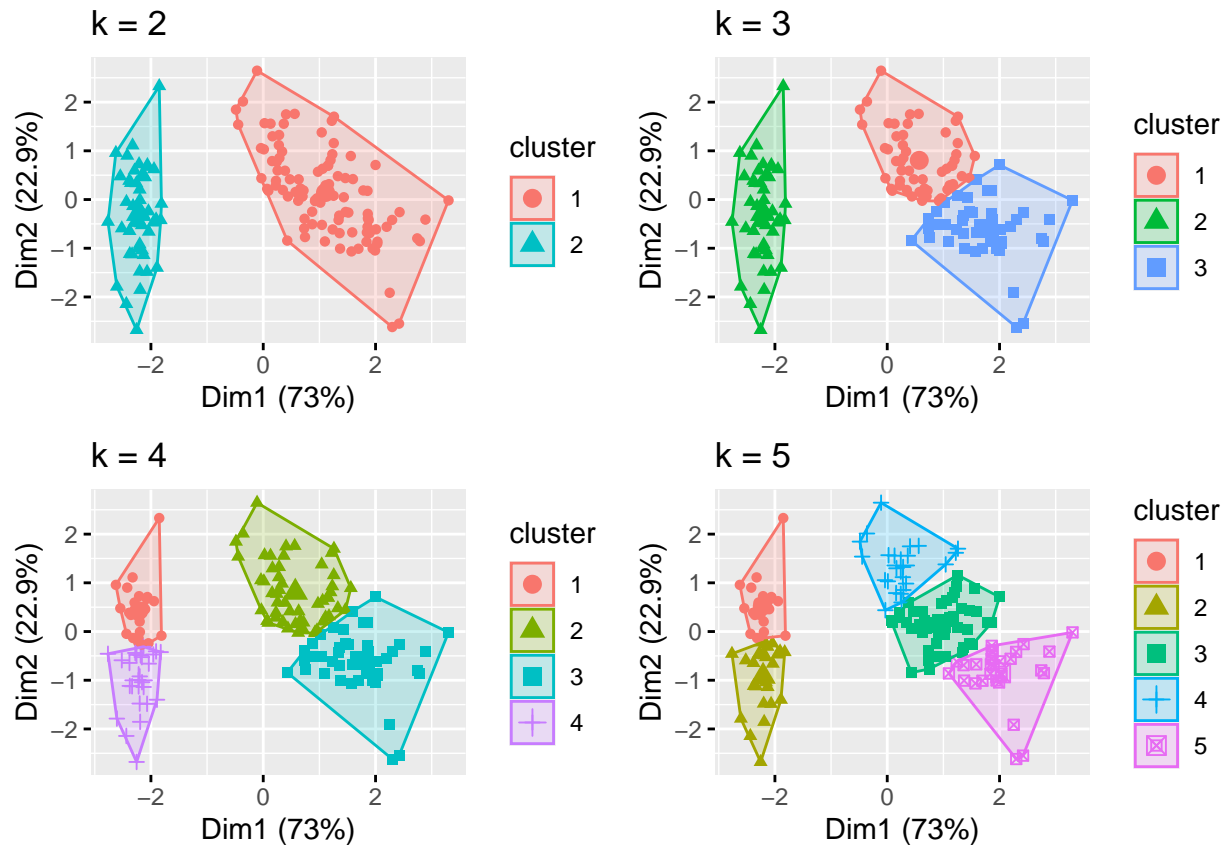 k = 2
Dim2 (22.9%)
2
1
0
−1
−2
−2
0
2
Dim1 (73%)
cluster
1
2
k = 3
Dim2 (22.9%)
2
1
0
−1
−2
−2
0
2
Dim1 (73%)
cluster
1
2
3
k = 4
Dim2 (22.9%)
2
1
0
−1
−2
−2
0
2
Dim1 (73%)
cluster
1
2
3
4
k = 5
Dim2 (22.9%)
2
1
0
−1
−2
−2
0
2
Dim1 (73%)
cluster
1
2
3
4
5